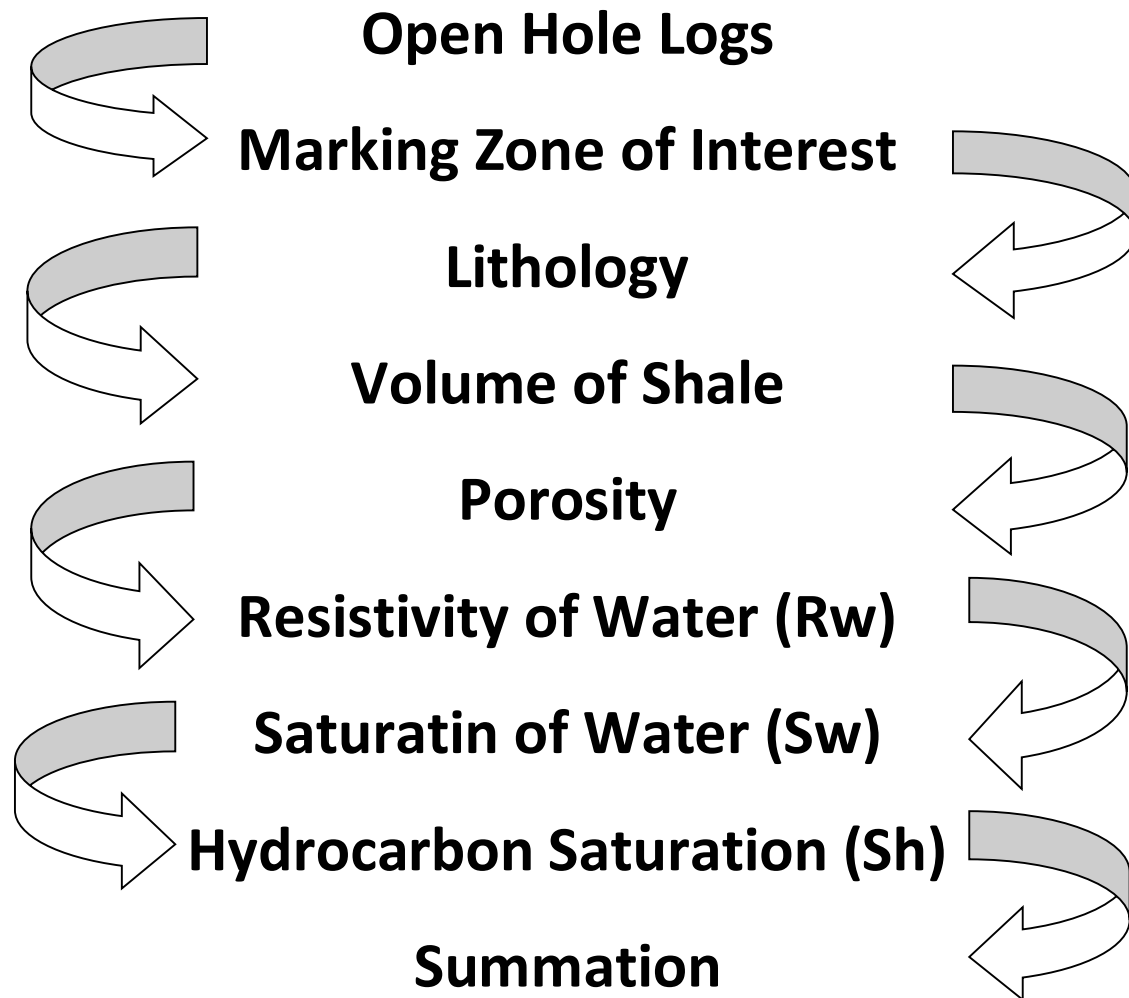 Open Hole Logs
Marking Zone of Interest
Lithology
Volume of Shale
Porosity
Resistivity of Water (Rw)
Saturatin of Water (Sw)
Hydrocarbon Saturation (Sh)
Summation